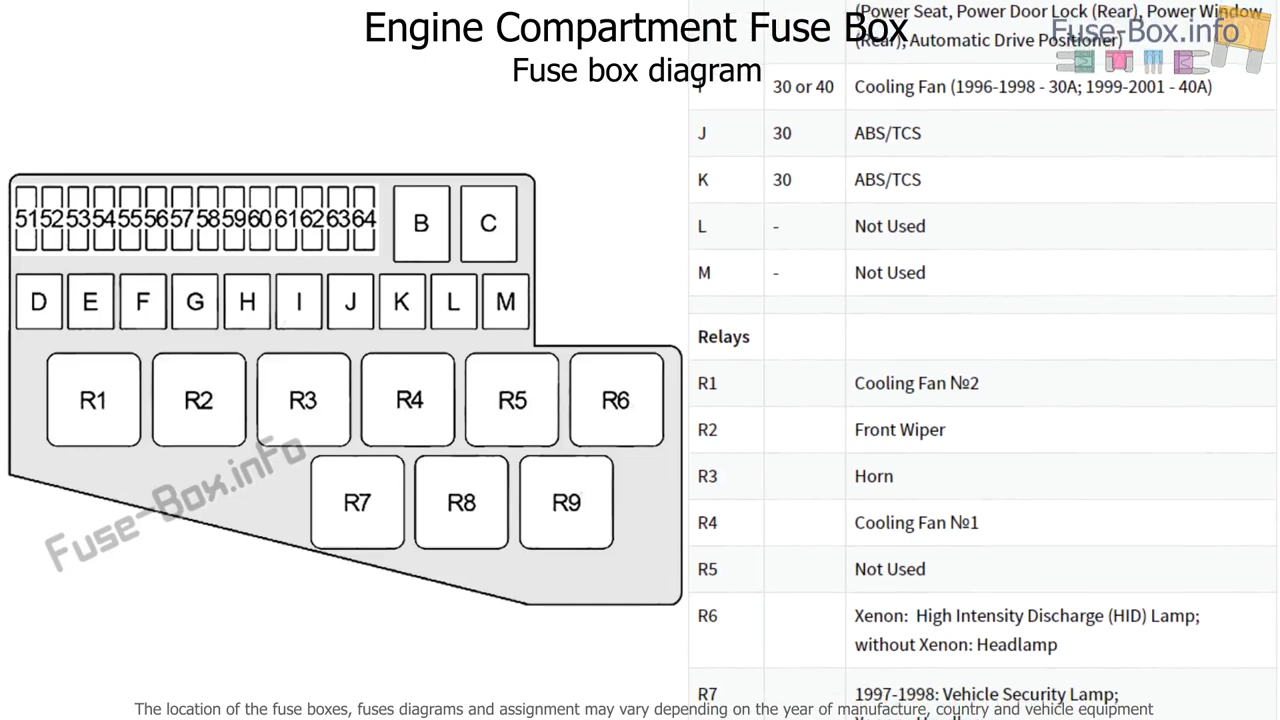 Engine Compartment Fuse Box
Fuse box diagram
Fuse-Box.info
(Power Seat, Power Door Lock (Rear), Power Window
(Rear), Automatic Drive Positioner)
I 30 or 40 Cooling Fan (1996-1998 - 30A; 1999-2001 - 40A)
J 30 ABS/TCS
K 30 ABS/TCS
L - Not Used
M - Not Used
Relays
R1 Cooling Fan №2
R2 Front Wiper
R3 Horn
R4 Cooling Fan №1
R5 Not Used
R6 Xenon: High Intensity Discharge (HID) Lamp;
without Xenon: Headlamp
R7 1997-1998: Vehicle Security Lamp;
51 52 53 54 55 56 57 58 59 60 61 62 63 64 B C
D E F G H I J K L M
R1 R2 R3 R4 R5 R6
R7 R8 R9
Fuse-Box.info
The location of the fuse boxes, fuses diagrams and assignment may vary depending on the year of manufacture, country and vehicle equipment